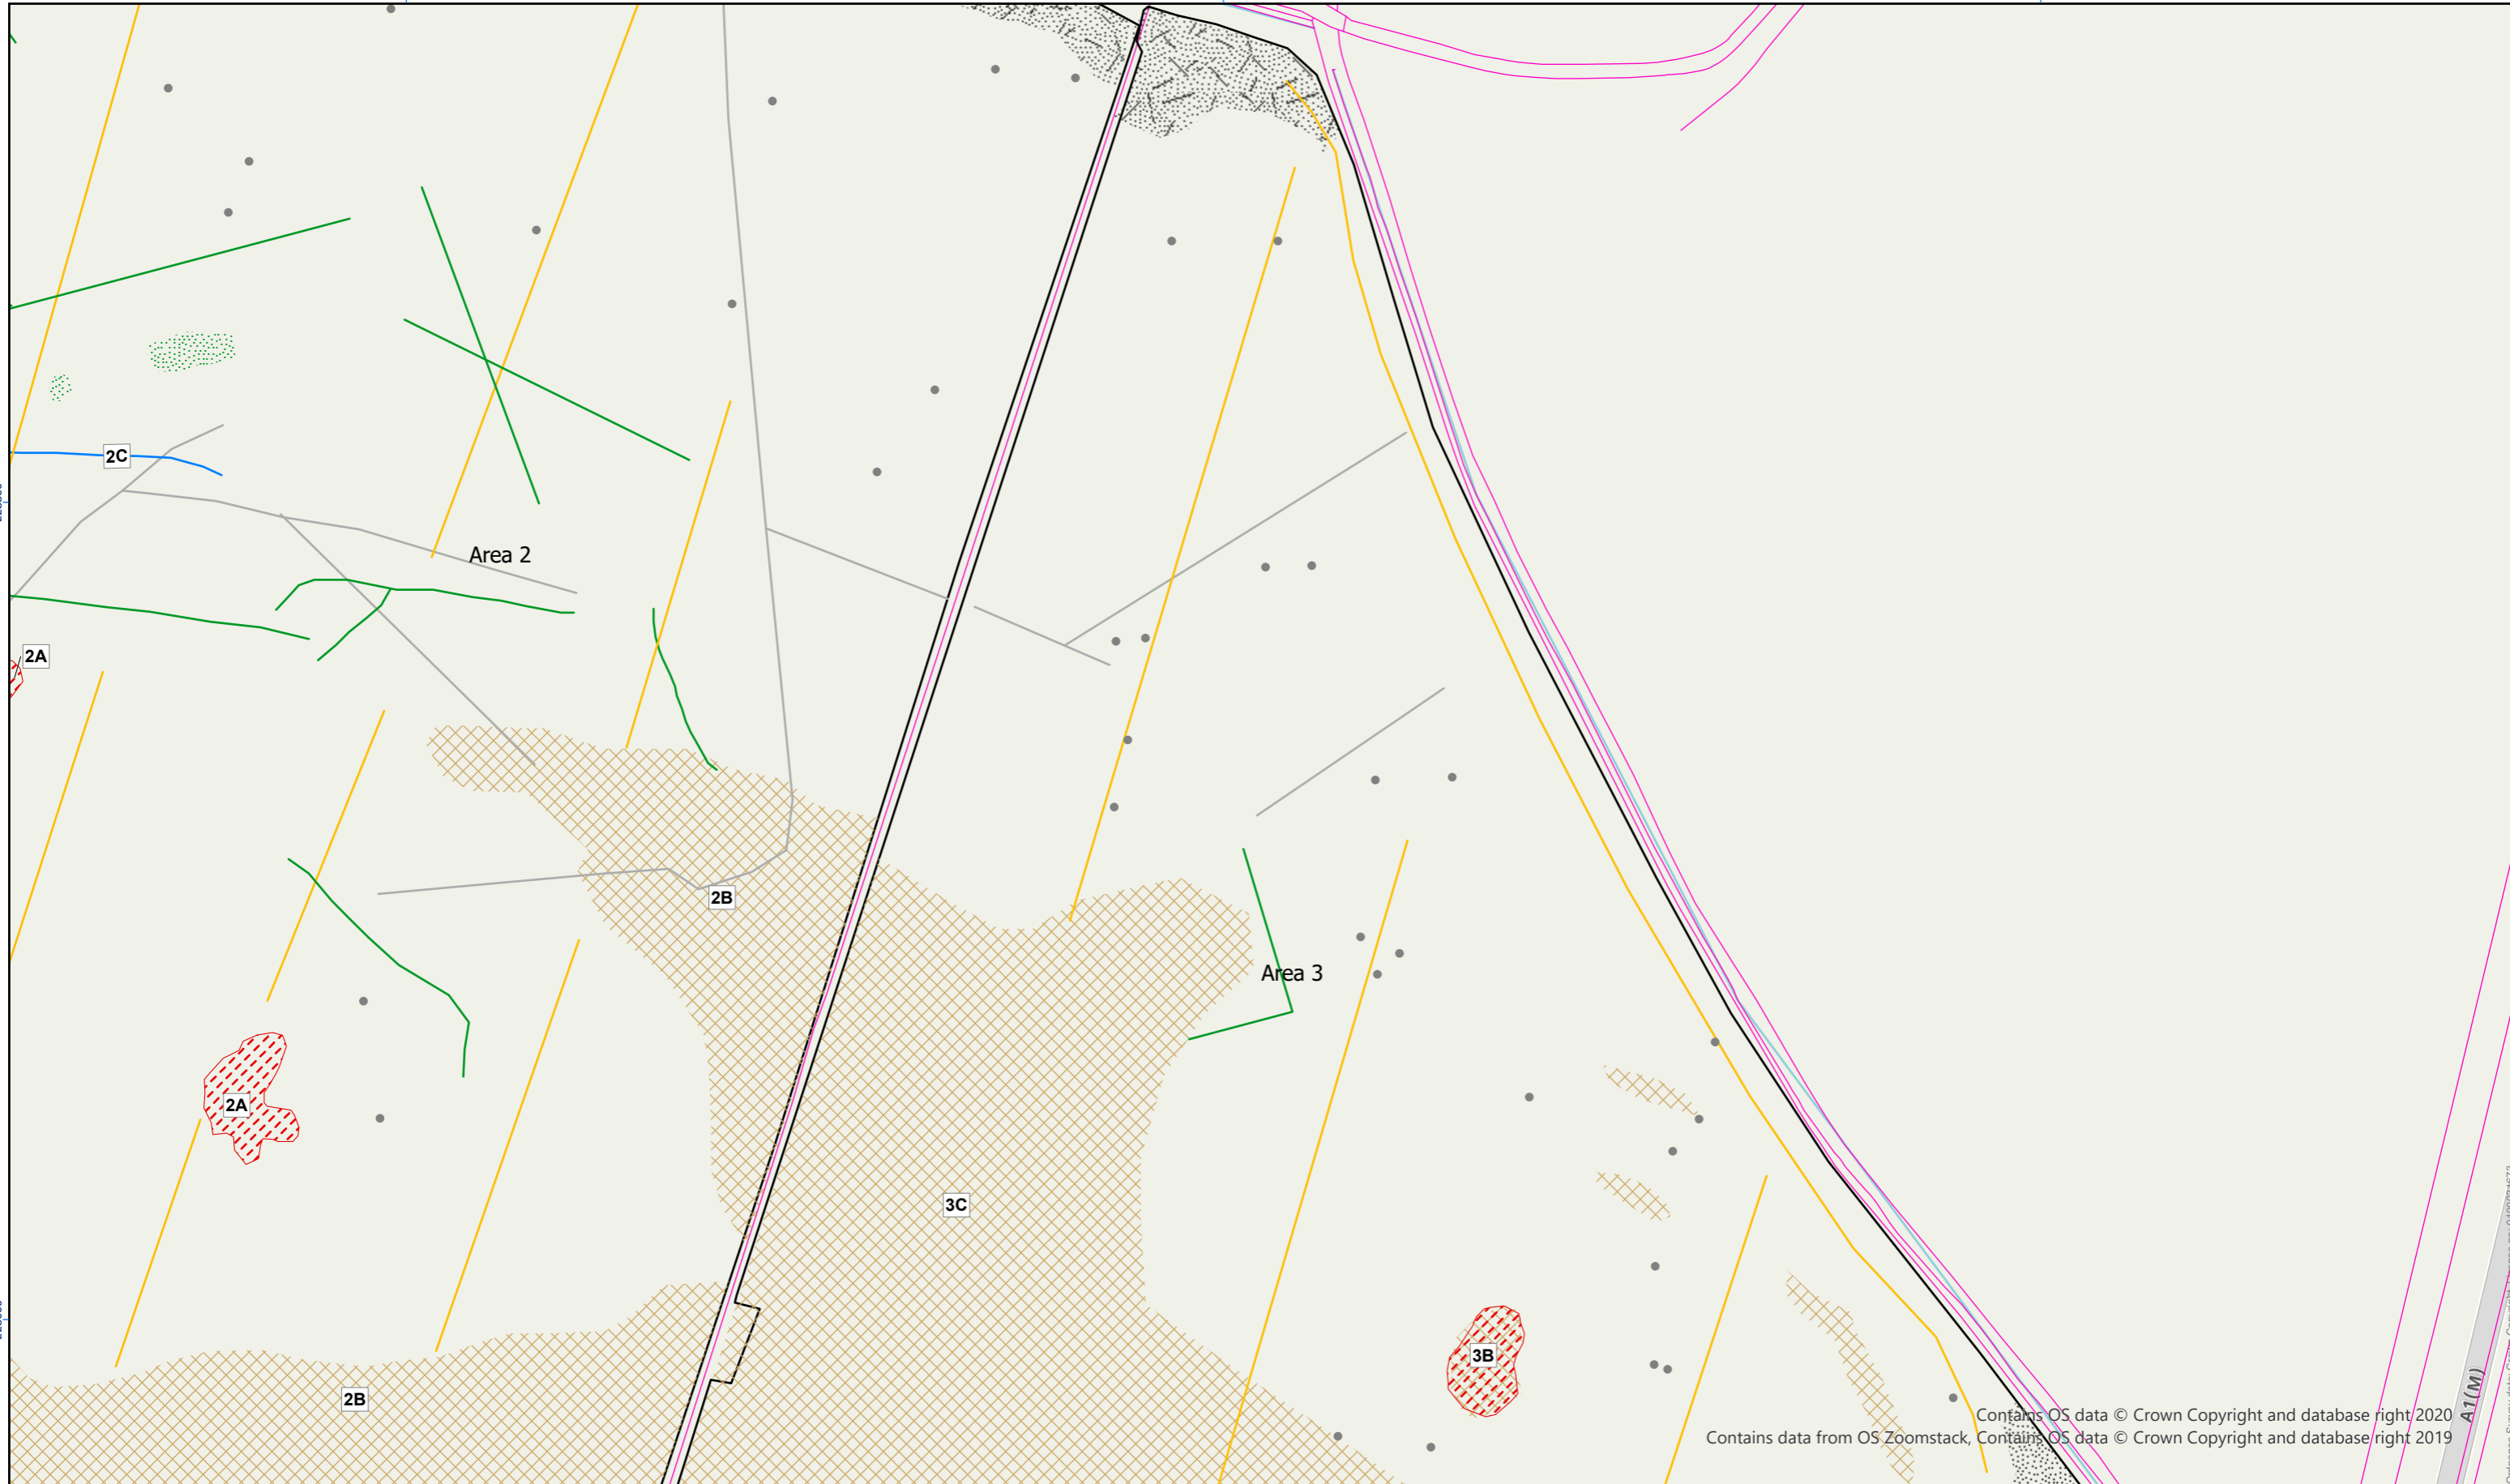 2C
Area 2
2A
2B
Area 3
2A
3C
3B
2B
A1(M)
Contains OS data © Crown Copyright and database right 2020
Contains data from OS Zoomstack, Contains OS data © Crown Copyright and database right 2019